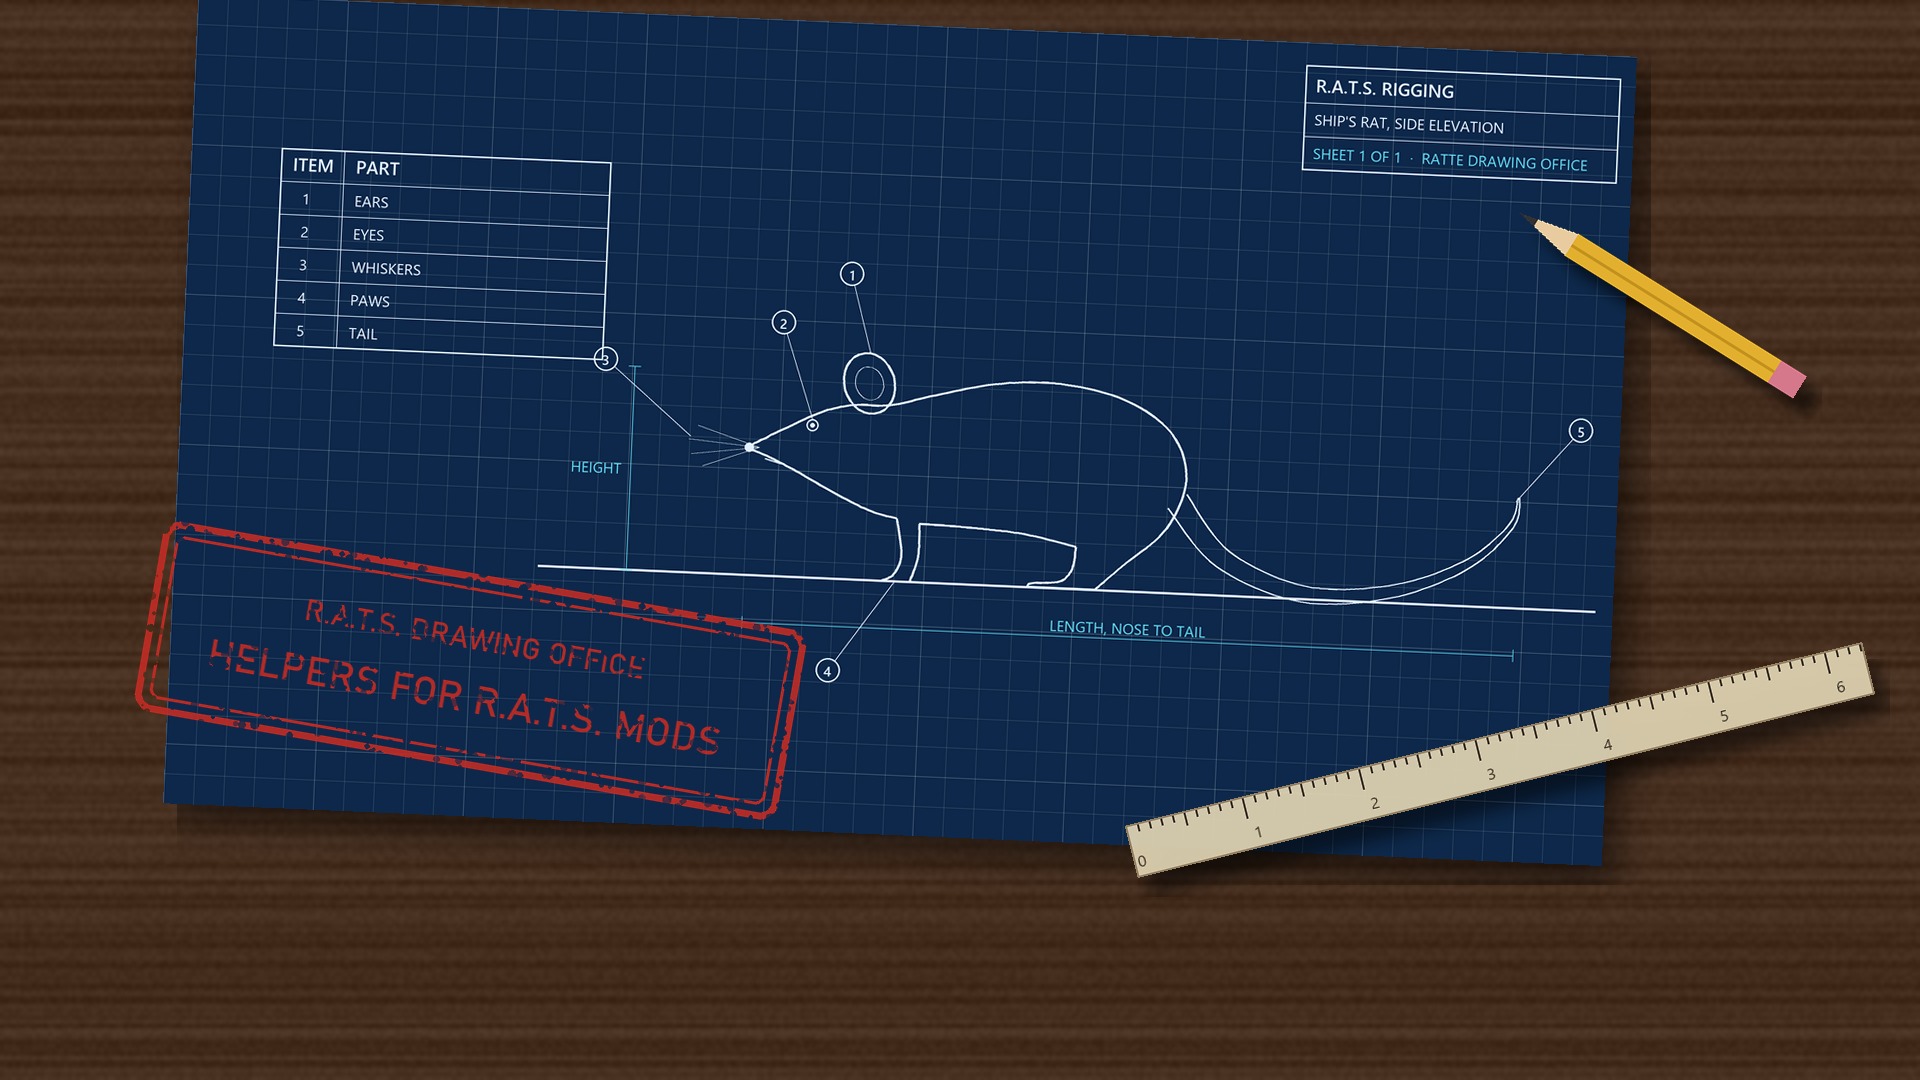 R.A.T.S. RIGGING
SHIP'S RAT, SIDE ELEVATION
SHEET 1 OF 1 · RATTE DRAWING OFFICE
ITEM PART
1 EARS
2 EYES
3 WHISKERS
4 PAWS
5 TAIL
1
2
3
5
HEIGHT
LENGTH, NOSE TO TAIL
4
R.A.T.S. DRAWING OFFICE
HELPERS FOR R.A.T.S. MODS
0 1 2 3 4 5 6